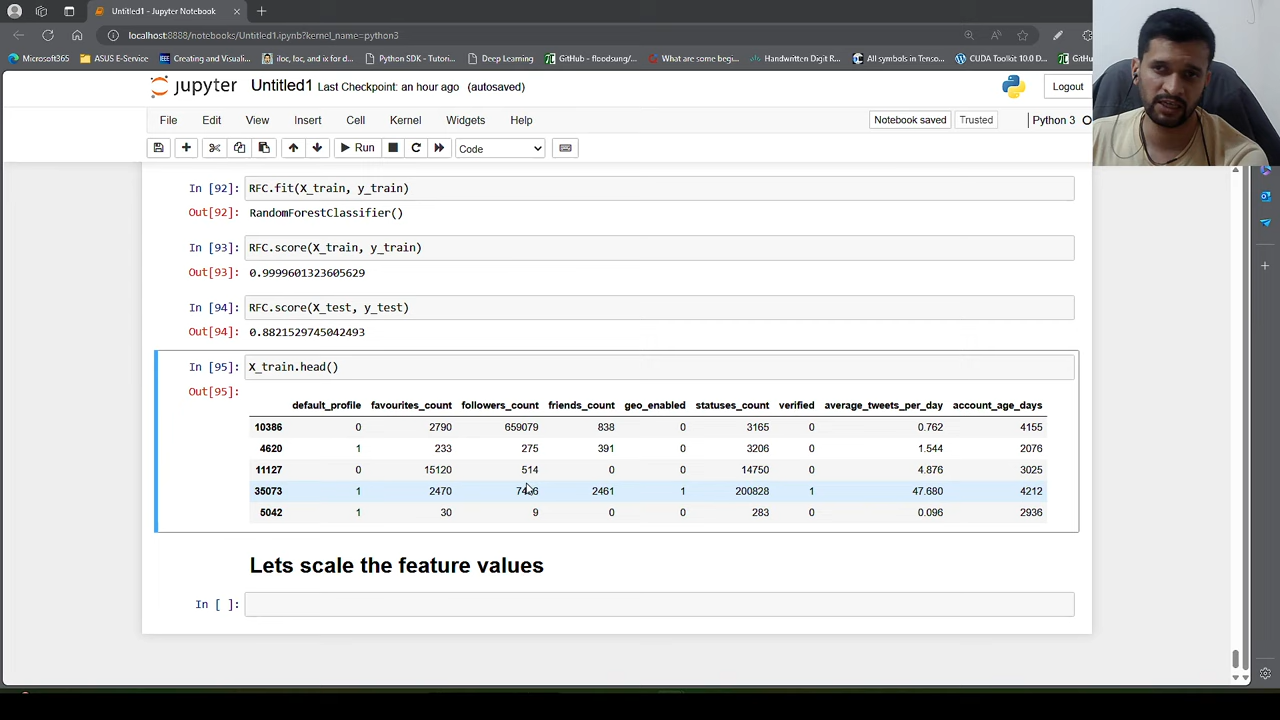 Untitled1 - Jupyter Notebook
localhost:8888/notebooks/Untitled1.ipynb?kernel_name=python3
Microsoft365 ASUS E-Service Creating and Visuali... iloc, loc, and ix for d... Python SDK - Tutori... Deep Learning GitHub - floodsung/... What are some begi... Handwritten Digit R... All symbols in Tenso... CUDA Toolkit 10.0 D...
jupyter Untitled1 Last Checkpoint: an hour ago (autosaved) Logout
File Edit View Insert Cell Kernel Widgets Help Notebook saved Trusted Python 3
Run Code
In [92]: RFC.fit(X_train, y_train)
Out[92]: RandomForestClassifier()
In [93]: RFC.score(X_train, y_train)
Out[93]: 0.9999601323605629
In [94]: RFC.score(X_test, y_test)
Out[94]: 0.8821529745042493
In [95]: X_train.head()
Out[95]:
default_profile favourites_count followers_count friends_count geo_enabled statuses_count verified average_tweets_per_day account_age_days
10386 0 2790 659079 838 0 3165 0 0.762 4155
4620 1 233 275 391 0 3206 0 1.544 2076
11127 0 15120 514 0 0 14750 0 4.876 3025
35073 1 2470 2461 1 200828 1 47.680 4212
5042 1 30 9 0 0 283 0 0.096 2936
Lets scale the feature values
In [ ]: